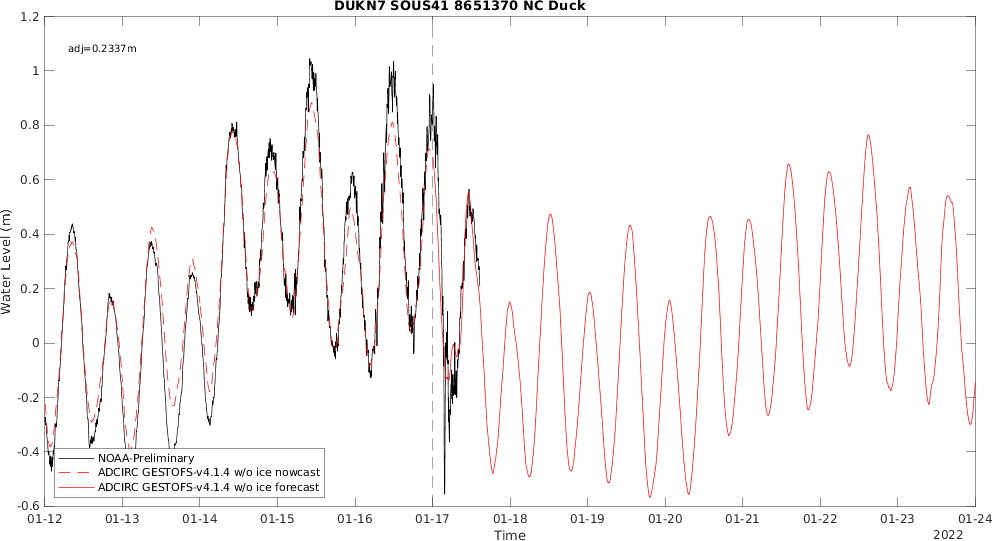 DUKN7 SOUS41 8651370 NC Duck
adj=0.2337m
Water Level (m)
1.2
1
0.8
0.6
0.4
0.2
0
-0.2
-0.4
-0.6
NOAA-Preliminary
ADCIRC GESTOFS-v4.1.4 w/o ice nowcast
ADCIRC GESTOFS-v4.1.4 w/o ice forecast
01-12 01-13 01-14 01-15 01-16 01-17 01-18 01-19 01-20 01-21 01-22 01-23 01-24
Time
2022